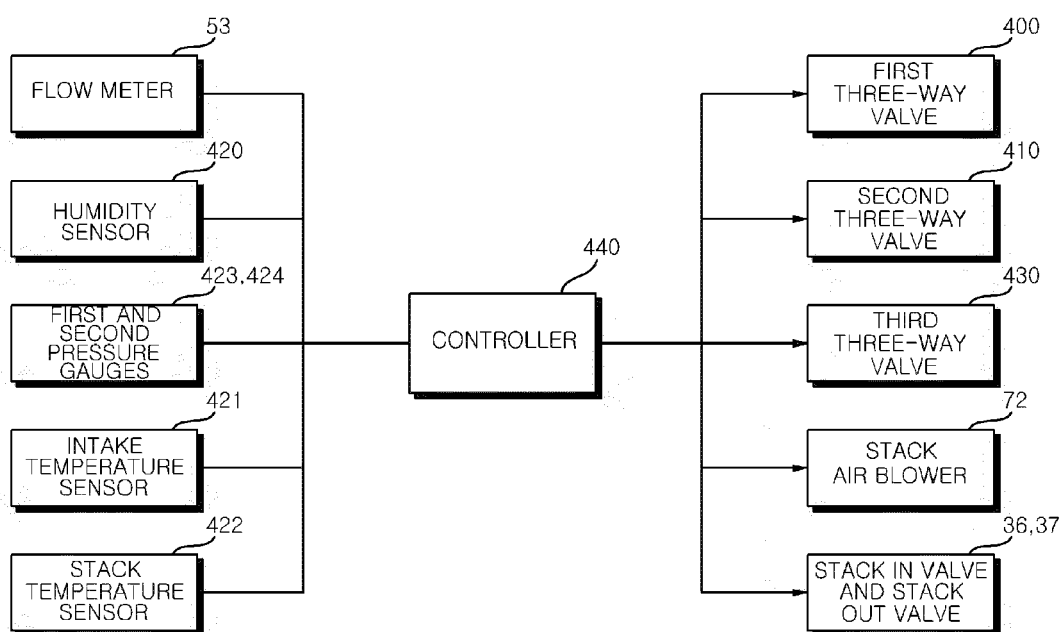 53
FLOW METER
420
HUMIDITY
SENSOR
423,424
FIRST AND
SECOND
PRESSURE
GAUGES
421
INTAKE
TEMPERATURE
SENSOR
422
STACK
TEMPERATURE
SENSOR
440
CONTROLLER
400
FIRST
THREE-WAY
VALVE
410
SECOND
THREE-WAY
VALVE
430
THIRD
THREE-WAY
VALVE
72
STACK
AIR BLOWER
36,37
STACK IN VALVE
AND STACK
OUT VALVE